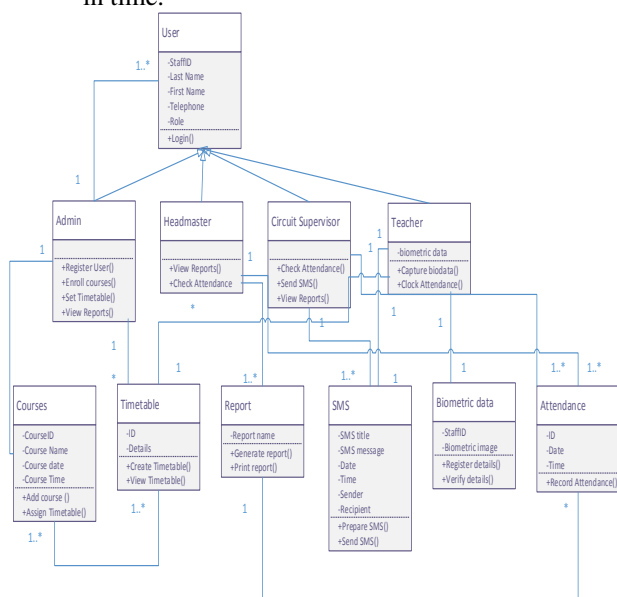 in time.
User
-StaffID
-Last Name
-First Name
-Telephone
-Role
+Login()
1..*
1
Admin
+Register User()
+Enroll courses()
+Set Timetable()
+View Reports()
Headmaster
+View Reports()
+Check Attendance
Circuit Supervisor
+Check Attendance()
+Send SMS()
+View Reports()
Teacher
-biometric data
+Capture biodata()
+Clock Attendance()
1
1
1
1
*
1
1
1
1
*
1
1..*
1..*
1
1
1..*
1..*
Courses
-CourseID
-Course Name
-Course date
-Course Time
+Add course ()
+Assign Timetable()
Timetable
-ID
-Details
+Create Timetable()
+View Timetable()
Report
-Report name
+Generate report()
+Print report()
SMS
-SMS title
-SMS message
-Date
-Time
-Sender
-Recipient
+Prepare SMS()
+Send SMS()
Biometric data
-StaffID
-Biometric image
+Register details()
+Verify details()
Attendance
-ID
-Date
-Time
+Record Attendance()
1..*
1..*
1
*